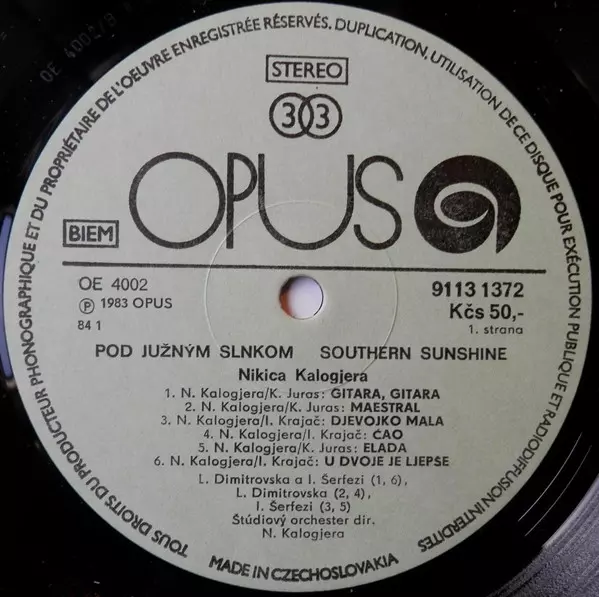 TOUS DROITS DU PRODUCTEUR PHONOGRAPHIQUE ET DU PROPRIÉTAIRE DE L'OEUVRE ENREGISTRÉE RÉSERVÉS. DUPLICATION, UTILISATION DE CE DISQUE POUR EXÉCUTION PUBLIQUE ET RADIODIFFUSION INTERDITES
OE 4002/B
STEREO
33
OPUS
BIEM
OE 4002
℗ 1983 OPUS
84 1
9113 1372
Kčs 50,-
1. strana
POD JUŽNÝM SLNKOM SOUTHERN SUNSHINE
Nikica Kalogjera
1. N. Kalogjera/K. Juras: GITARA, GITARA
2. N. Kalogjera/K. Juras: MAESTRAL
3. N. Kalogjera/I. Krajač: DJEVOJKO MALA
4. N. Kalogjera/I. Krajač: ĆAO
5. N. Kalogjera/K. Juras: ELADA
6. N. Kalogjera/I. Krajač: U DVOJE JE LJEPŠE
L. Dimitrovska a I. Šerfezi (1, 6),
L. Dimitrovska (2, 4),
I. Šerfezi (3, 5)
Štúdiový orchester dir.
N. Kalogjera
MADE IN CZECHOSLOVAKIA